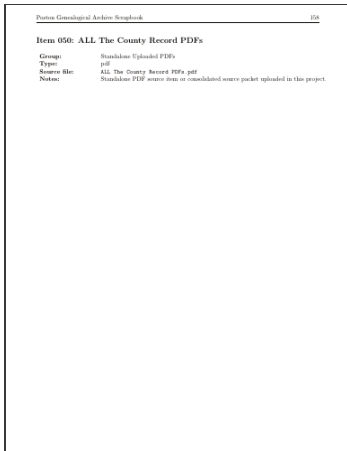 Poston Genealogical Archive Scrapbook 158
Item 050: ALL The County Record PDFs
Group: Standalone Uploaded PDFs
Type: pdf
Source file: ALL The County Record PDFs.pdf
Notes: Standalone PDF source item or consolidated source packet uploaded in this project.